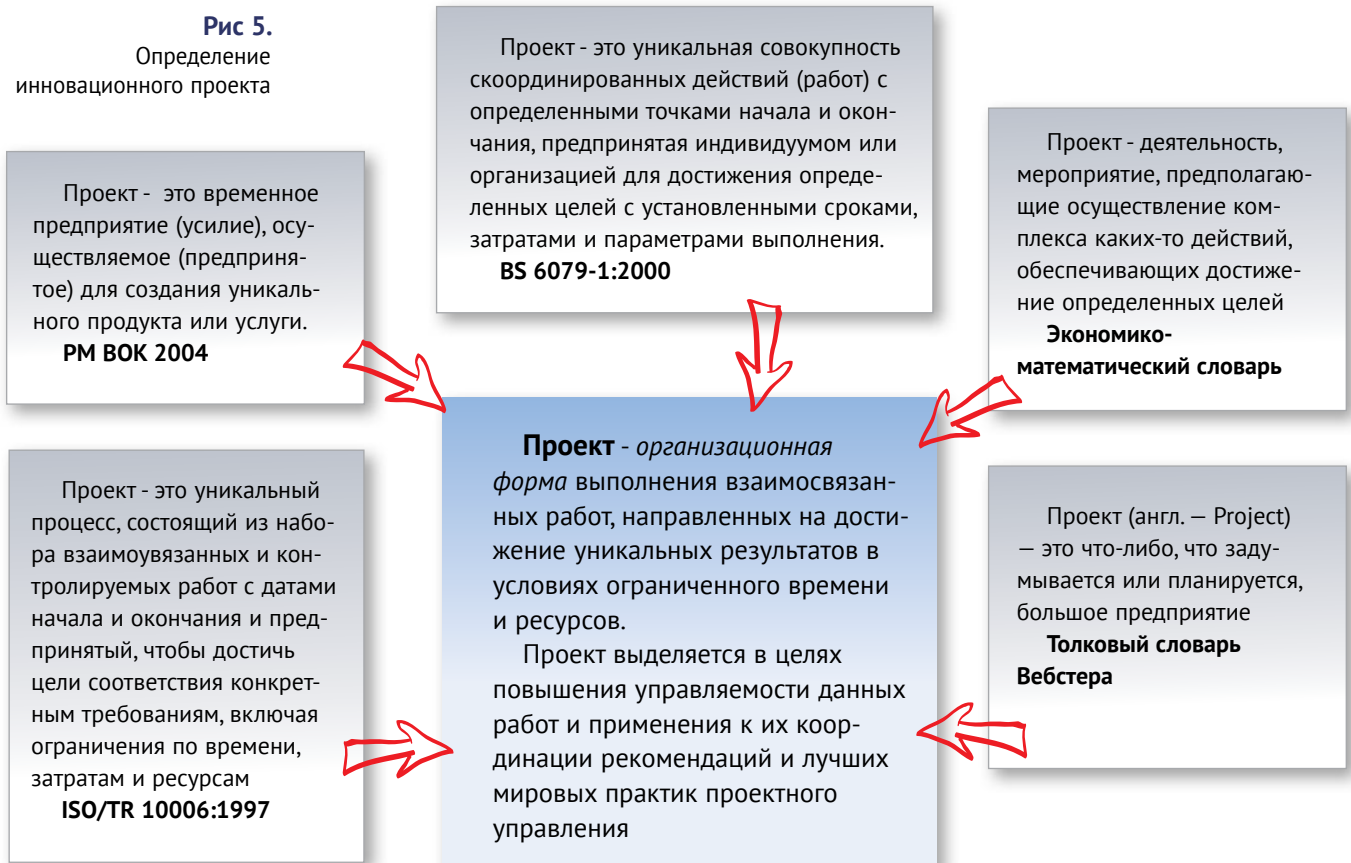 Рис 5.
Определение
инновационного проекта
Проект - это временное
предприятие (усилие), осу-
ществляемое (предприня-
тое) для создания уникаль-
ного продукта или услуги.
PM BOK 2004
Проект - это уникальная совокупность
скоординированных действий (работ) с
определенными точками начала и окон-
чания, предпринятая индивидуумом или
организацией для достижения опреде-
ленных целей с установленными сроками,
затратами и параметрами выполнения.
BS 6079-1:2000
Проект - деятельность,
мероприятие, предполагаю-
щие осуществление ком-
плекса каких-то действий,
обеспечивающих достиже-
ние определенных целей
Экономико-
математический словарь
Проект - это уникальный
процесс, состоящий из набо-
ра взаимоувязанных и кон-
тролируемых работ с датами
начала и окончания и пред-
принятый, чтобы достичь
цели соответствия конкрет-
ным требованиям, включая
ограничения по времени,
затратам и ресурсам
ISO/TR 10006:1997
Проект - организационная
форма выполнения взаимосвязан-
ных работ, направленных на дости-
жение уникальных результатов в
условиях ограниченного времени
и ресурсов.
Проект выделяется в целях
повышения управляемости данных
работ и применения к их коор-
динации рекомендаций и лучших
мировых практик проектного
управления
Проект (англ. — Project)
— это что-либо, что заду-
мывается или планируется,
большое предприятие
Толковый словарь
Вебстера